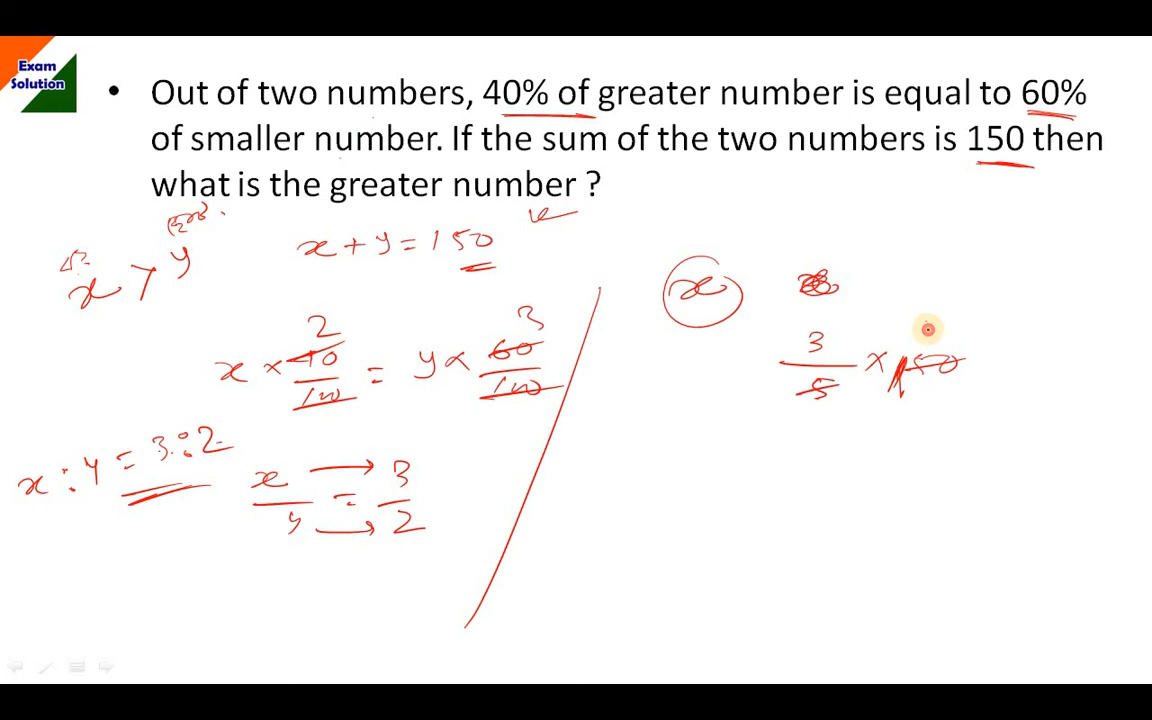 Exam
Solution
• Out of two numbers, 40% of greater number is equal to 60%
of smaller number. If the sum of the two numbers is 150 then
what is the greater number ?
x > y
x + y = 150
x × 40/100 = y × 60/100
2 3
x : y = 3:2
x/y = 3/2
x
3/5 × 150